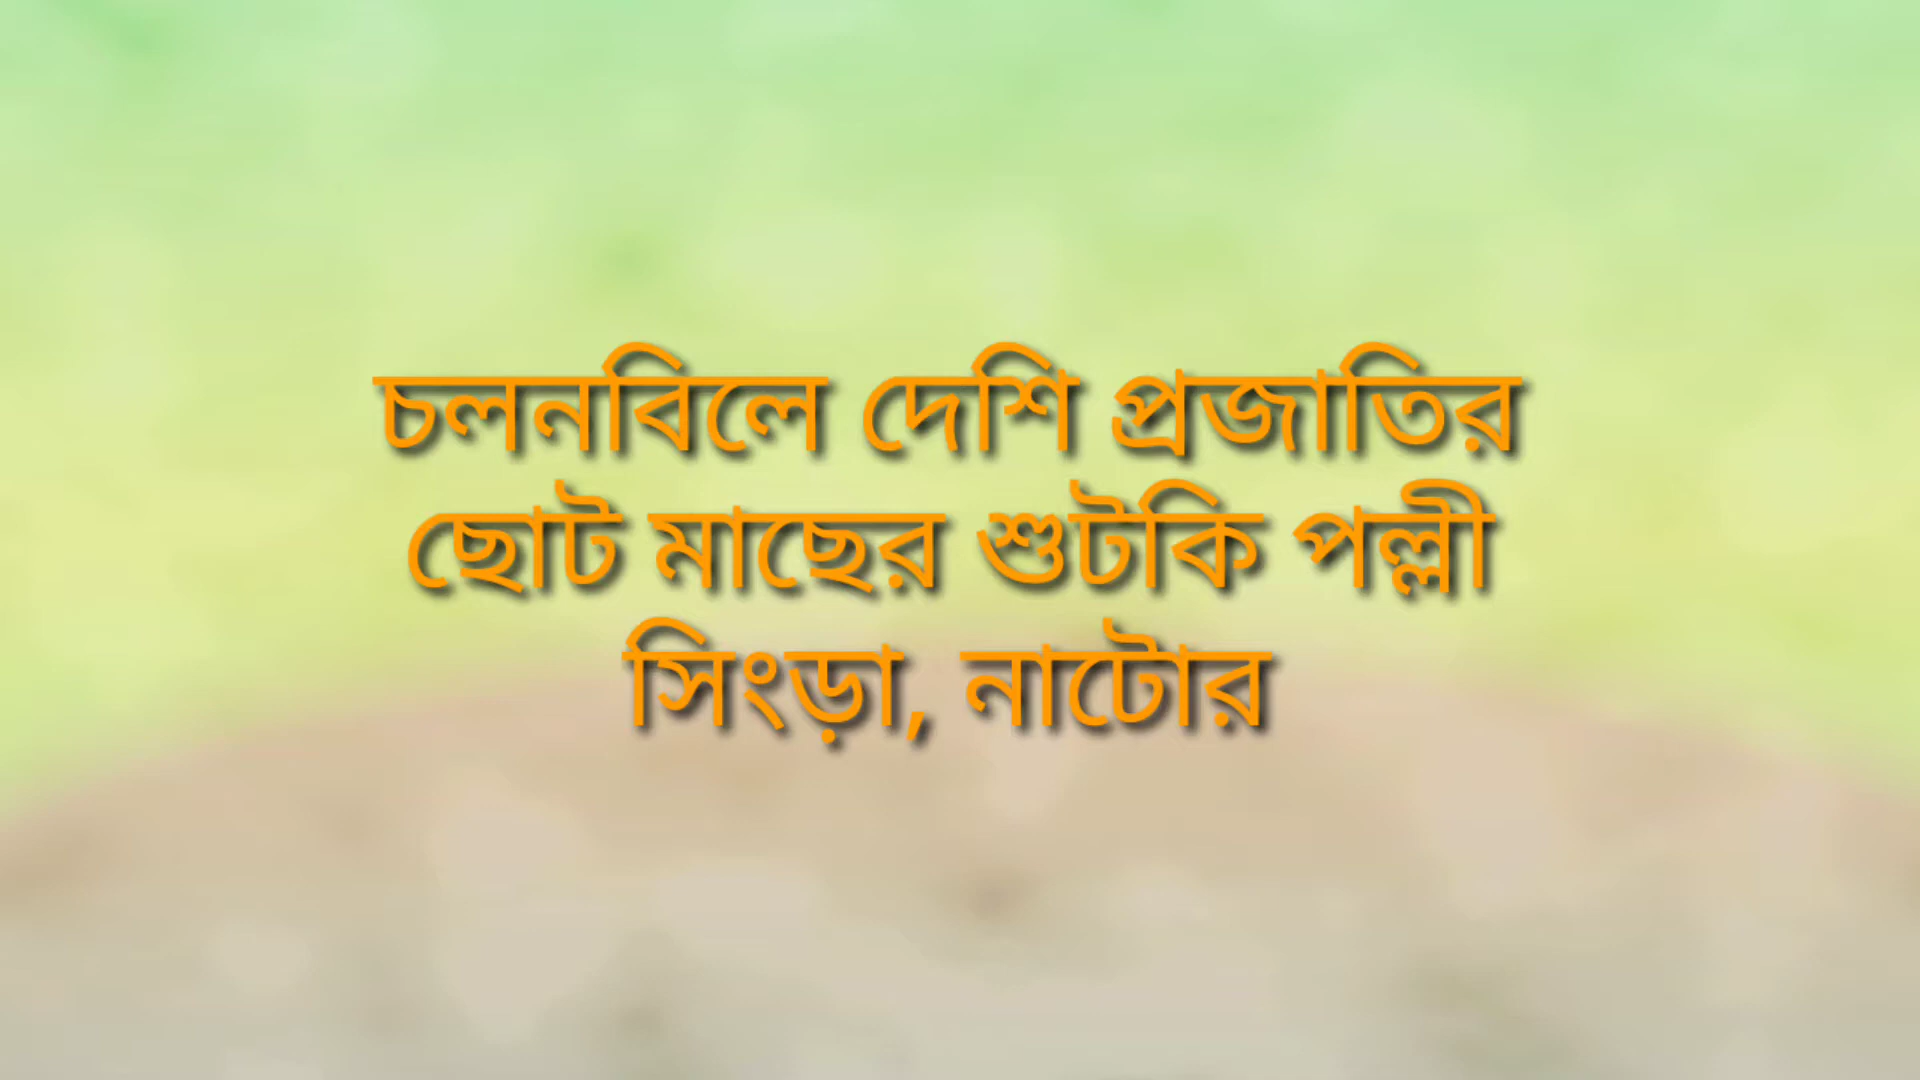 চলনবিলে দেশি প্রজাতির
ছোট মাছের শুটকি পল্লী
সিংড়া, নাটোর